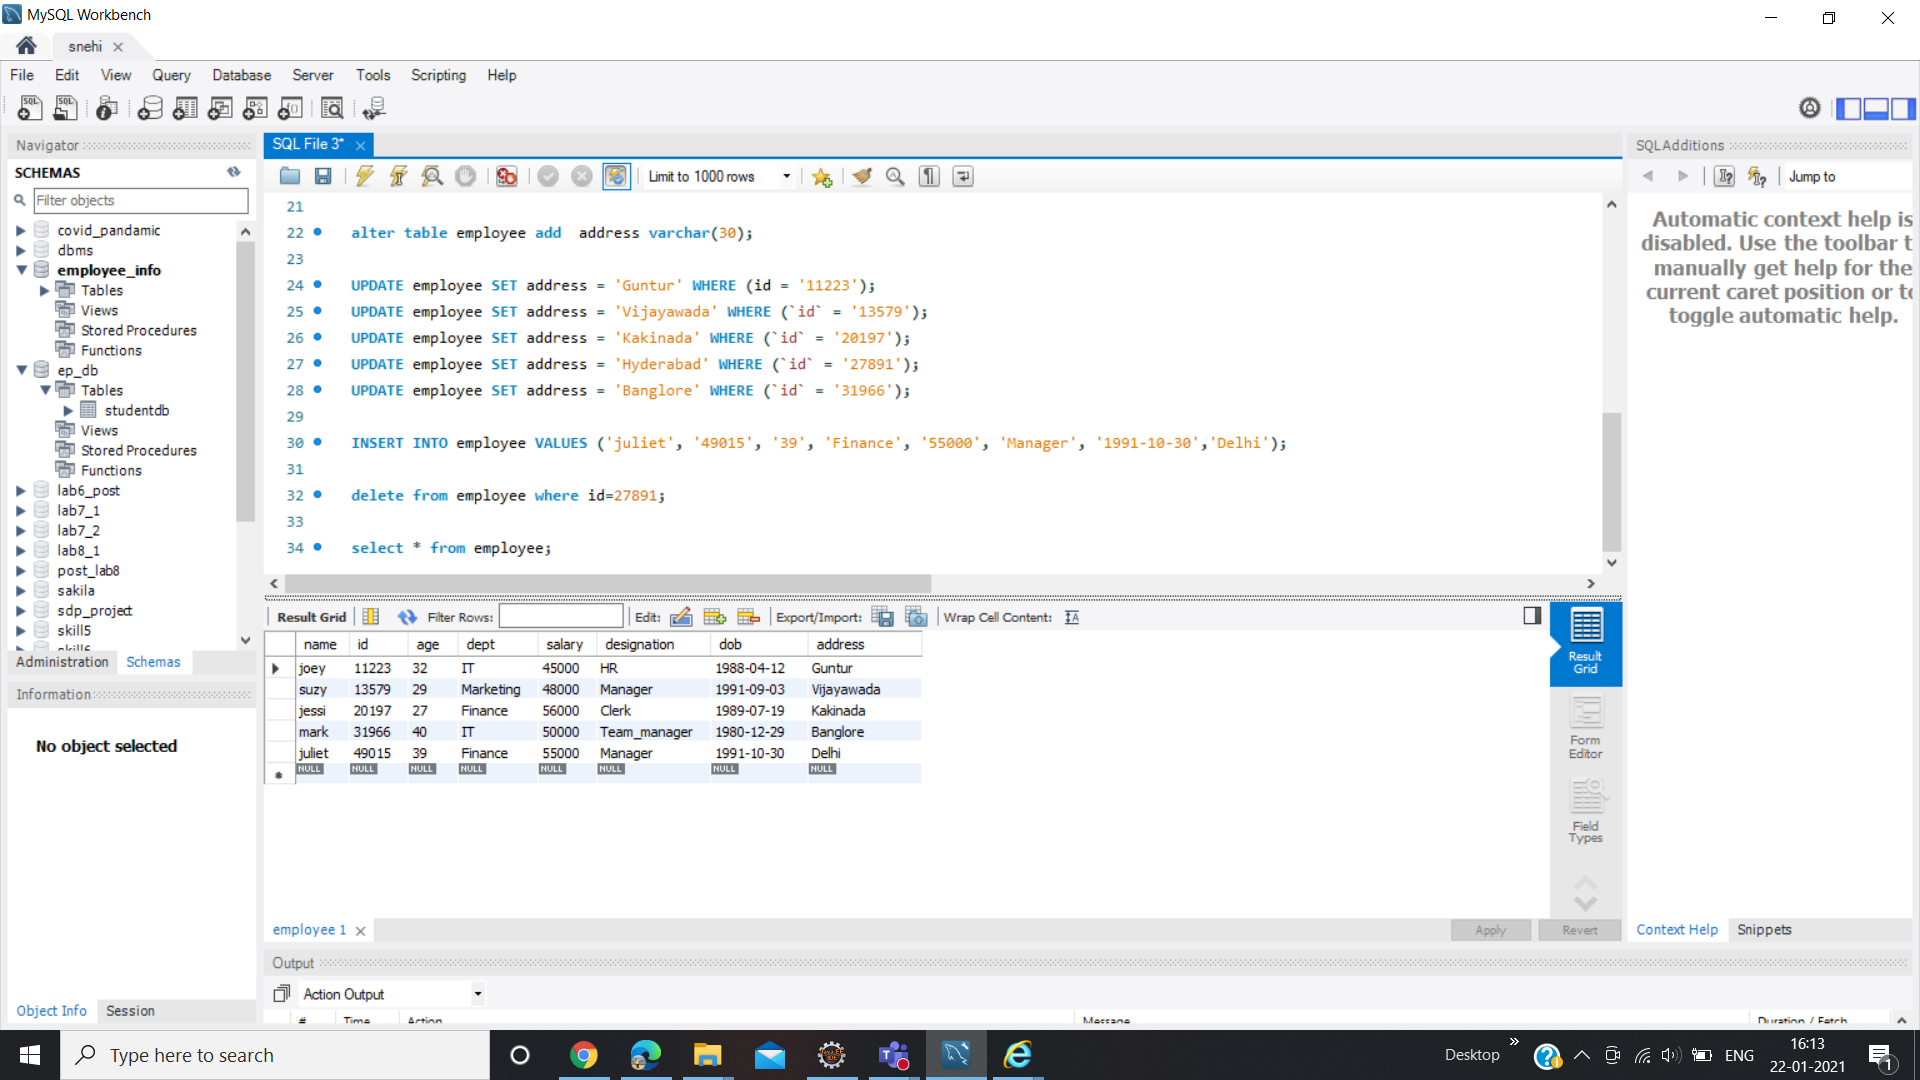 MySQL Workbench
snehi
File Edit View Query Database Server Tools Scripting Help
Navigator
SCHEMAS
Filter objects
covid_pandamic
dbms
employee_info
Tables
Views
Stored Procedures
Functions
ep_db
Tables
studentdb
Views
Stored Procedures
Functions
lab6_post
lab7_1
lab7_2
lab8_1
post_lab8
sakila
sdp_project
skill5
skill6
Administration Schemas
Information
No object selected
Object Info Session
SQL File 3*
Limit to 1000 rows
21
22 alter table employee add  address varchar(30);
23
24 UPDATE employee SET address = 'Guntur' WHERE (id = '11223');
25 UPDATE employee SET address = 'Vijayawada' WHERE (`id` = '13579');
26 UPDATE employee SET address = 'Kakinada' WHERE (`id` = '20197');
27 UPDATE employee SET address = 'Hyderabad' WHERE (`id` = '27891');
28 UPDATE employee SET address = 'Banglore' WHERE (`id` = '31966');
29
30 INSERT INTO employee VALUES ('juliet', '49015', '39', 'Finance', '55000', 'Manager', '1991-10-30','Delhi');
31
32 delete from employee where id=27891;
33
34 select * from employee;
Result Grid Filter Rows: Edit: Export/Import: Wrap Cell Content:
name id age dept salary designation dob address
joey 11223 32 IT 45000 HR 1988-04-12 Guntur
suzy 13579 29 Marketing 48000 Manager 1991-09-03 Vijayawada
jessi 20197 27 Finance 56000 Clerk 1989-07-19 Kakinada
mark 31966 40 IT 50000 Team_manager 1980-12-29 Banglore
juliet 49015 39 Finance 55000 Manager 1991-10-30 Delhi
NULL NULL NULL NULL NULL NULL NULL NULL
Result
Grid
Form
Editor
Field
Types
employee 1
Apply Revert
Output
Action Output
# Time Action Message Duration / Fetch
SQLAdditions
Jump to
Automatic context help is
disabled. Use the toolbar t
manually get help for the
current caret position or to
toggle automatic help.
Context Help Snippets
Type here to search
Desktop
ENG
16:13
22-01-2021
1